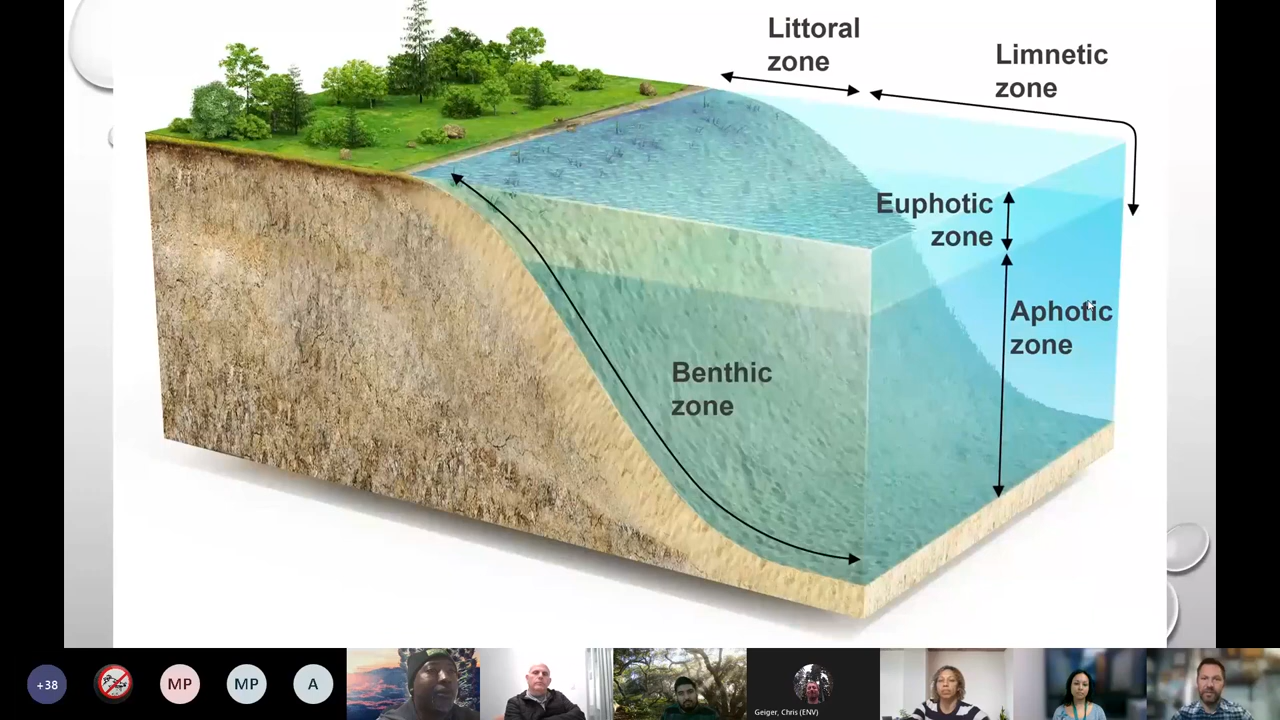 Littoral
zone
Limnetic
zone
Euphotic
zone
Aphotic
zone
Benthic
zone
+38
MP
MP
A
Geiger, Chris (ENV)